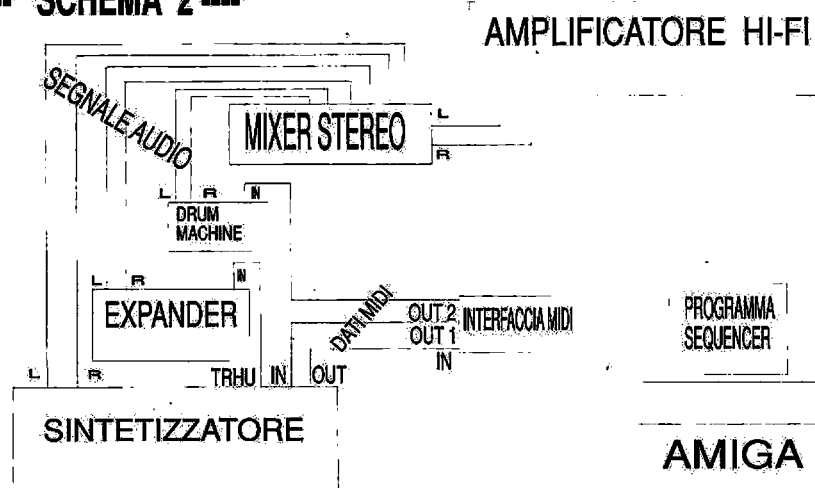 SCHEMA 2
AMPLIFICATORE HI-FI
SEGNALE AUDIO
MIXER STEREO
L
R
L R IN
DRUM
MACHINE
L R IN
EXPANDER
DATI MIDI
OUT 2
OUT 1
IN
INTERFACCIA MIDI
PROGRAMMA
SEQUENCER
L R
TRHU IN OUT
SINTETIZZATORE
AMIGA